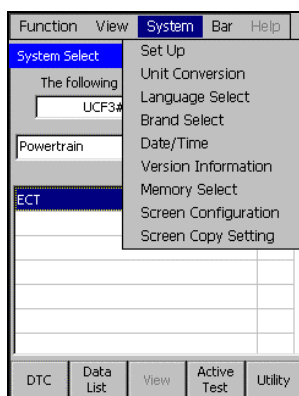 Function View System Bar Help
System Select
The following
UCF3#
Powertrain
ECT
Set Up
Unit Conversion
Language Select
Brand Select
Date/Time
Version Information
Memory Select
Screen Configuration
Screen Copy Setting
DTC Data List View Active Test Utility